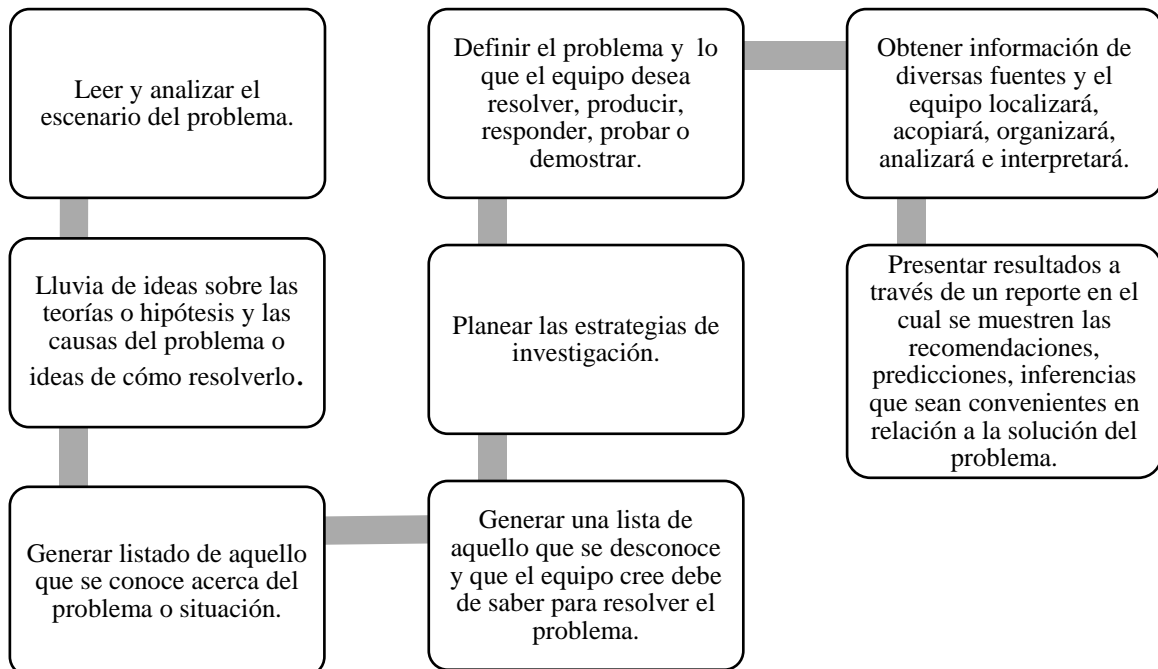 Leer y analizar el
escenario del problema.
Lluvia de ideas sobre las
teorías o hipótesis y las
causas del problema o
ideas de cómo resolverlo.
Generar listado de aquello
que se conoce acerca del
problema o situación.
Generar una lista de
aquello que se desconoce
y que el equipo cree debe
de saber para resolver el
problema.
Planear las estrategias de
investigación.
Definir el problema y lo
que el equipo desea
resolver, producir,
responder, probar o
demostrar.
Obtener información de
diversas fuentes y el
equipo localizará,
acopiará, organizará,
analizará e interpretará.
Presentar resultados a
través de un reporte en el
cual se muestren las
recomendaciones,
predicciones, inferencias
que sean convenientes en
relación a la solución del
problema.